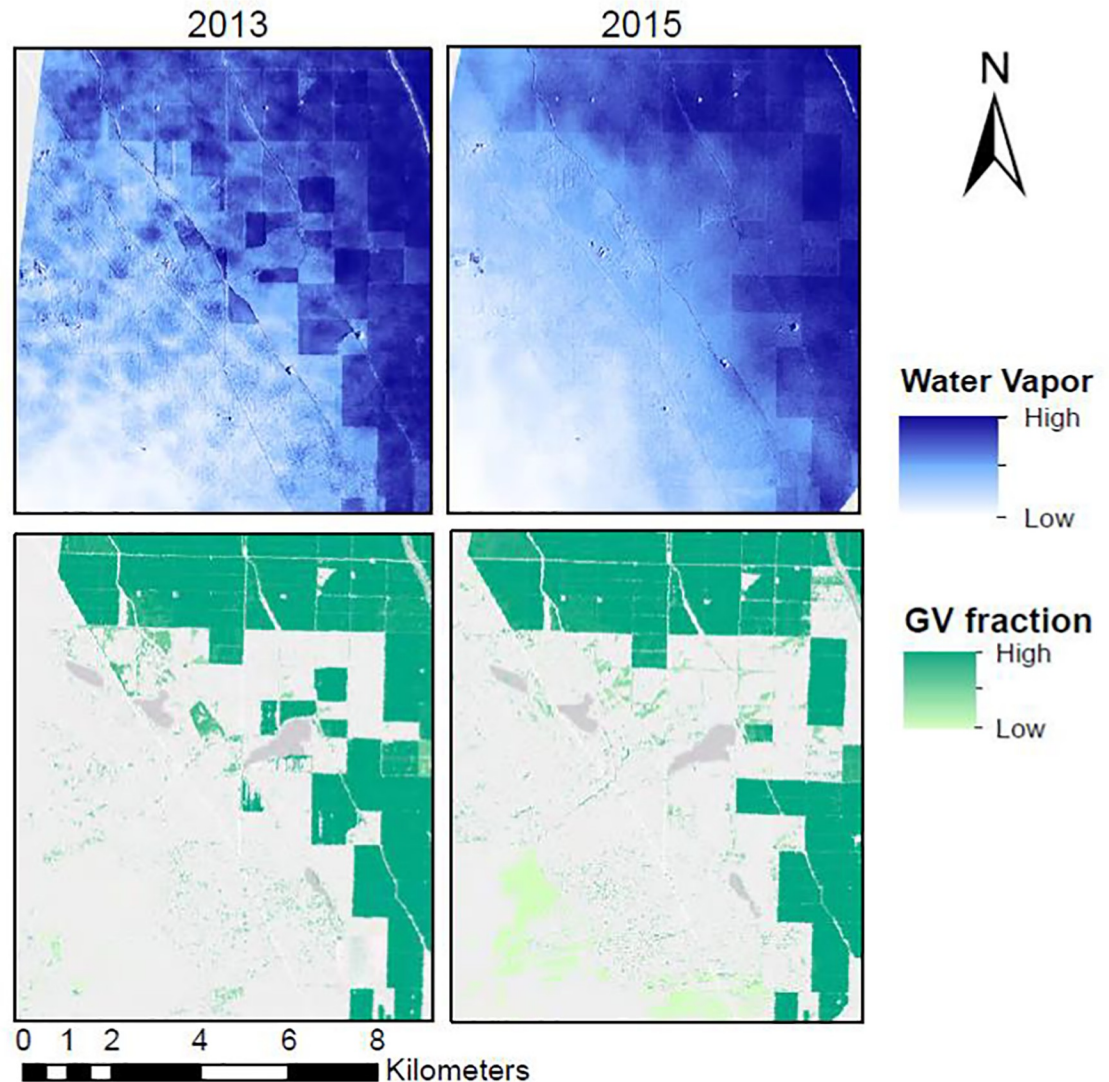 2013
2015
N
Water Vapor
High
Low
GV fraction
High
Low
0 1 2 4 6 8
Kilometers